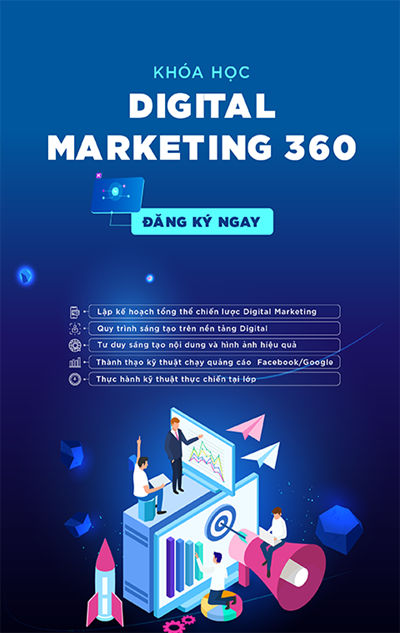 KHÓA HỌC
DIGITAL
MARKETING 360
ĐĂNG KÝ NGAY
Lập kế hoạch tổng thể chiến lược Digital Marketing
Quy trình sáng tạo trên nền tảng Digital
Tư duy sáng tạo nội dung và hình ảnh hiệu quả
Thành thạo kỹ thuật chạy quảng cáo Facebook/Google
Thực hành kỹ thuật thực chiến tại lớp